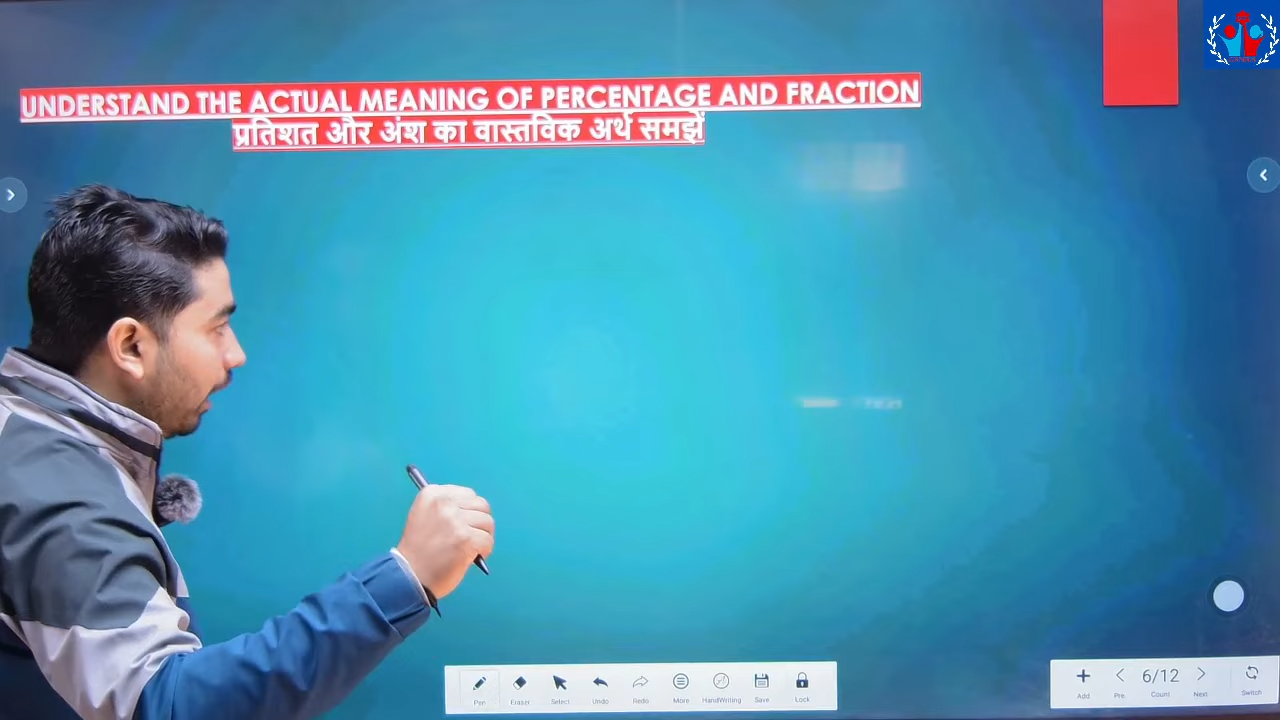 UNDERSTAND THE ACTUAL MEANING OF PERCENTAGE AND FRACTION
प्रतिशत और अंश का वास्तविक अर्थ समझें
Pen Eraser Select Undo Redo More HandWriting Save Lock
6/12
Add Pre Count Next Switch